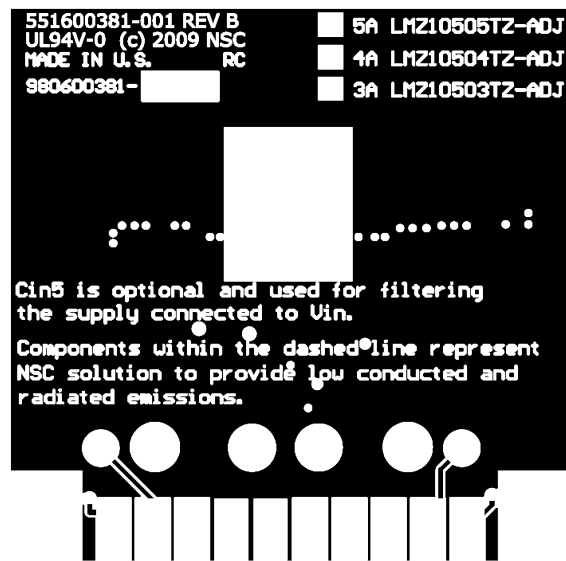 551600381-001 REV B
UL94V-0 (c) 2009 NSC
MADE IN U.S. RC
980600381-
5A LMZ10505TZ-ADJ
4A LMZ10504TZ-ADJ
3A LMZ10503TZ-ADJ
Cin5 is optional and used for filtering
the supply connected to Vin.
Components within the dashed line represent
NSC solution to provide low conducted and
radiated emissions.